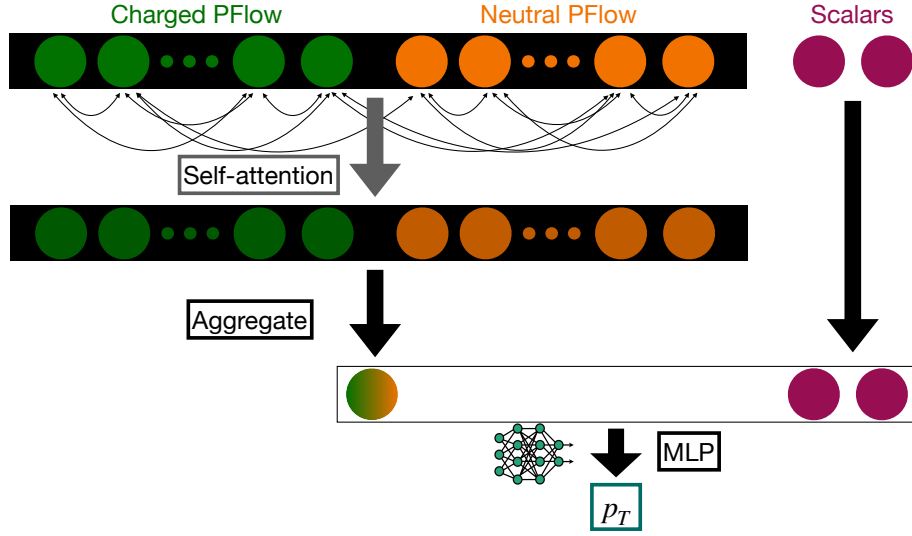 Charged PFlow
Neutral PFlow
Scalars
Self-attention
Aggregate
MLP
p_T